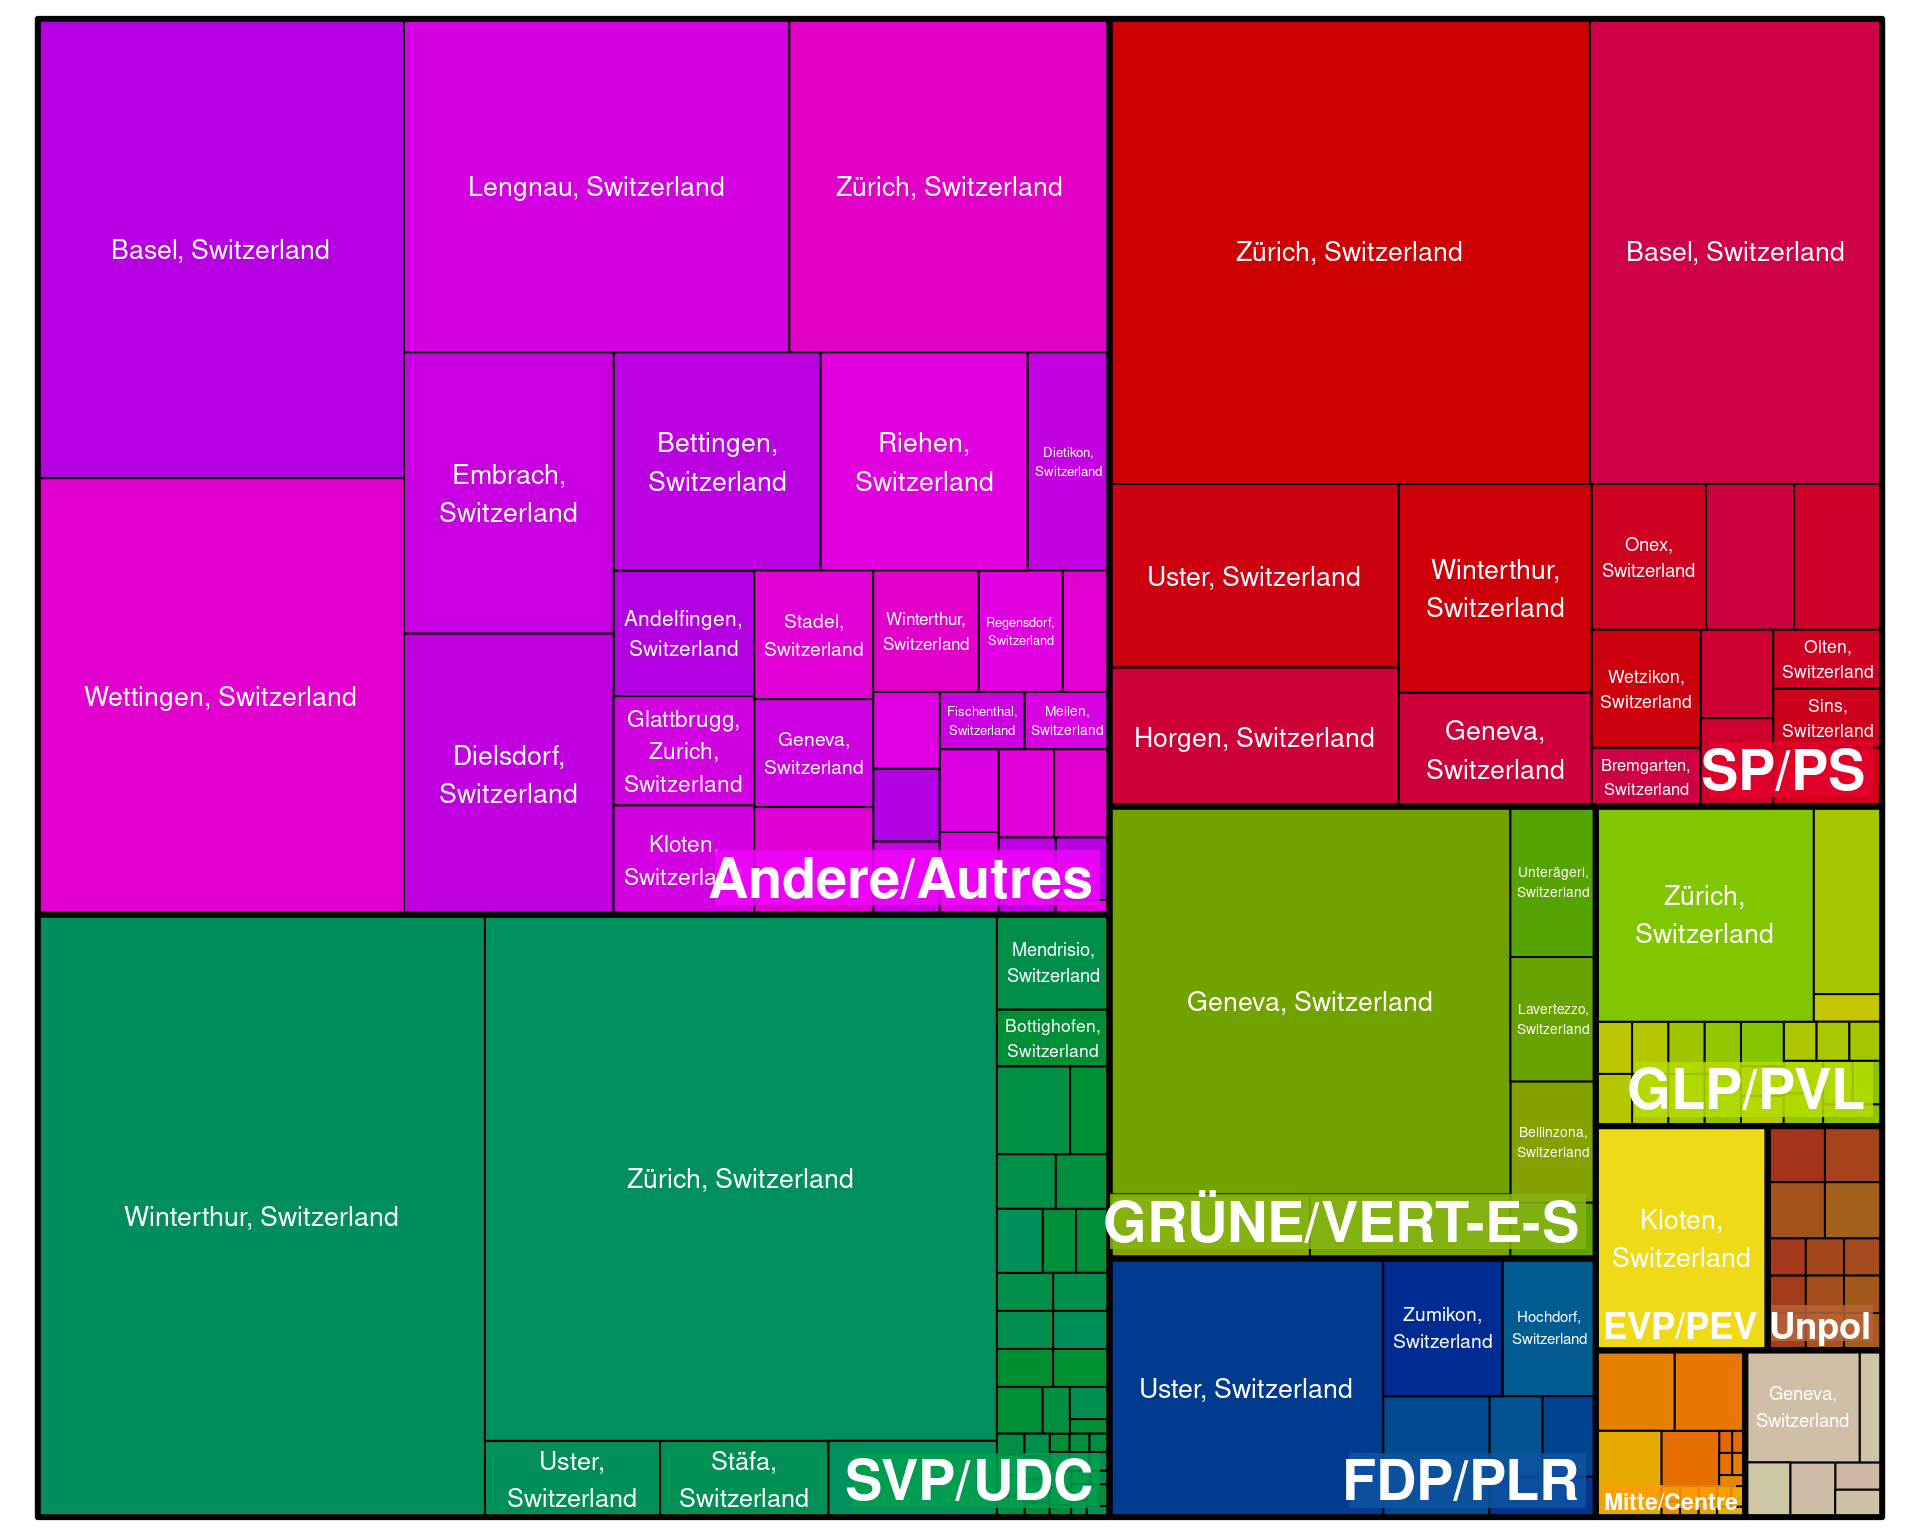 Basel, Switzerland
Lengnau, Switzerland
Zürich, Switzerland
Wettingen, Switzerland
Embrach,
Switzerland
Bettingen,
Switzerland
Riehen,
Switzerland
Dietikon,
Switzerland
Dielsdorf,
Switzerland
Andelfingen,
Switzerland
Stadel,
Switzerland
Winterthur,
Switzerland
Regensdorf,
Switzerland
Glattbrugg,
Zurich,
Switzerland
Geneva,
Switzerland
Fischenthal,
Switzerland
Meilen,
Switzerland
Kloten,
Switzerla
Andere/Autres
Zürich, Switzerland
Basel, Switzerland
Uster, Switzerland
Winterthur,
Switzerland
Onex,
Switzerland
Horgen, Switzerland
Geneva,
Switzerland
Wetzikon,
Switzerland
Olten,
Switzerland
Sins,
Switzerland
Bremgarten,
Switzerland
SP/PS
Winterthur, Switzerland
Zürich, Switzerland
Mendrisio,
Switzerland
Bottighofen,
Switzerland
Uster,
Switzerland
Stäfa,
Switzerland
SVP/UDC
Geneva, Switzerland
Unterägeri,
Switzerland
Lavertezzo,
Switzerland
Bellinzona,
Switzerland
GRÜNE/VERT-E-S
Zürich,
Switzerland
GLP/PVL
Uster, Switzerland
Zumikon,
Switzerland
Hochdorf,
Switzerland
FDP/PLR
Kloten,
Switzerland
EVP/PEV
Unpol
Mitte/Centre
Geneva,
Switzerland